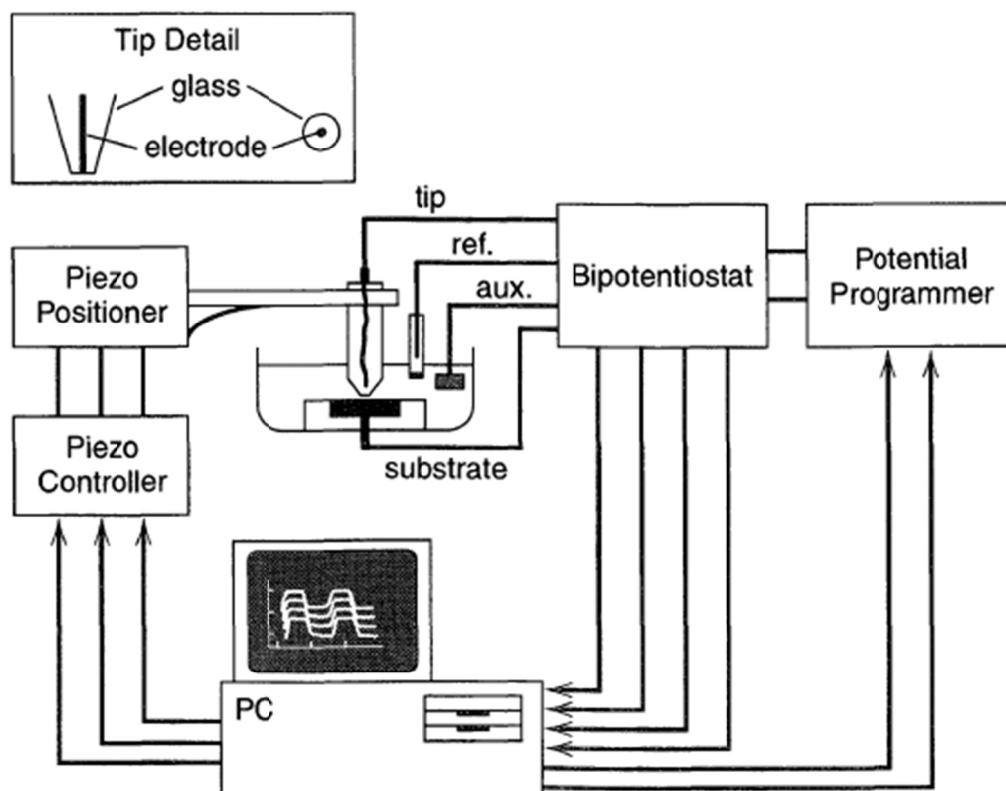 Tip Detail
glass
electrode
tip
ref.
aux.
Piezo
Positioner
Bipotentiostat
Potential
Programmer
Piezo
Controller
substrate
PC